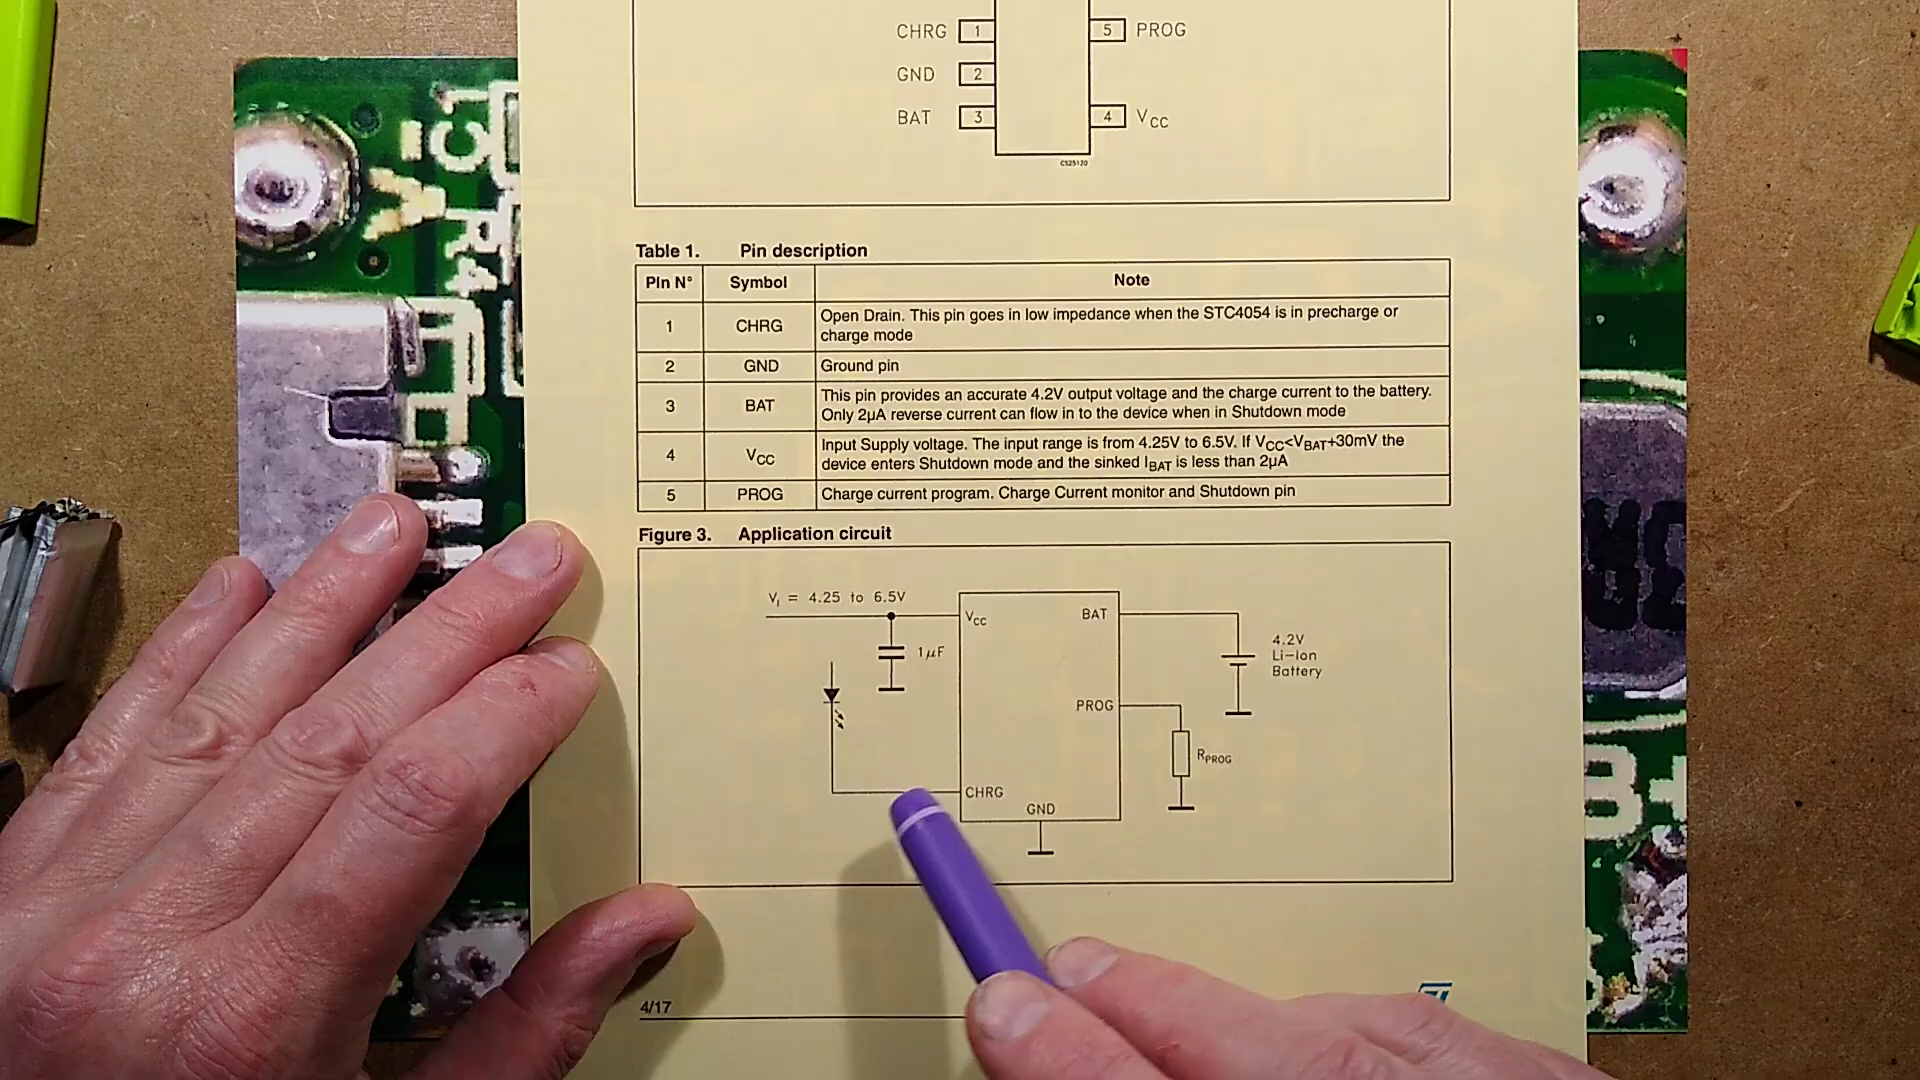 CHRG 1 5 PROG
GND 2
BAT 3 4 VCC
CS25120
Table 1. Pin description
Pin N° Symbol Note
1 CHRG Open Drain. This pin goes in low impedance when the STC4054 is in precharge or
charge mode
2 GND Ground pin
3 BAT This pin provides an accurate 4.2V output voltage and the charge current to the battery.
Only 2µA reverse current can flow in to the device when in Shutdown mode
4 VCC Input Supply voltage. The input range is from 4.25V to 6.5V. If VCC<VBAT+30mV the
device enters Shutdown mode and the sinked IBAT is less than 2µA
5 PROG Charge current program. Charge Current monitor and Shutdown pin
Figure 3. Application circuit
VI = 4.25 to 6.5V
VCC BAT
1µF
4.2V
Li-Ion
Battery
PROG
RPROG
CHRG
GND
4/17
R4
B+